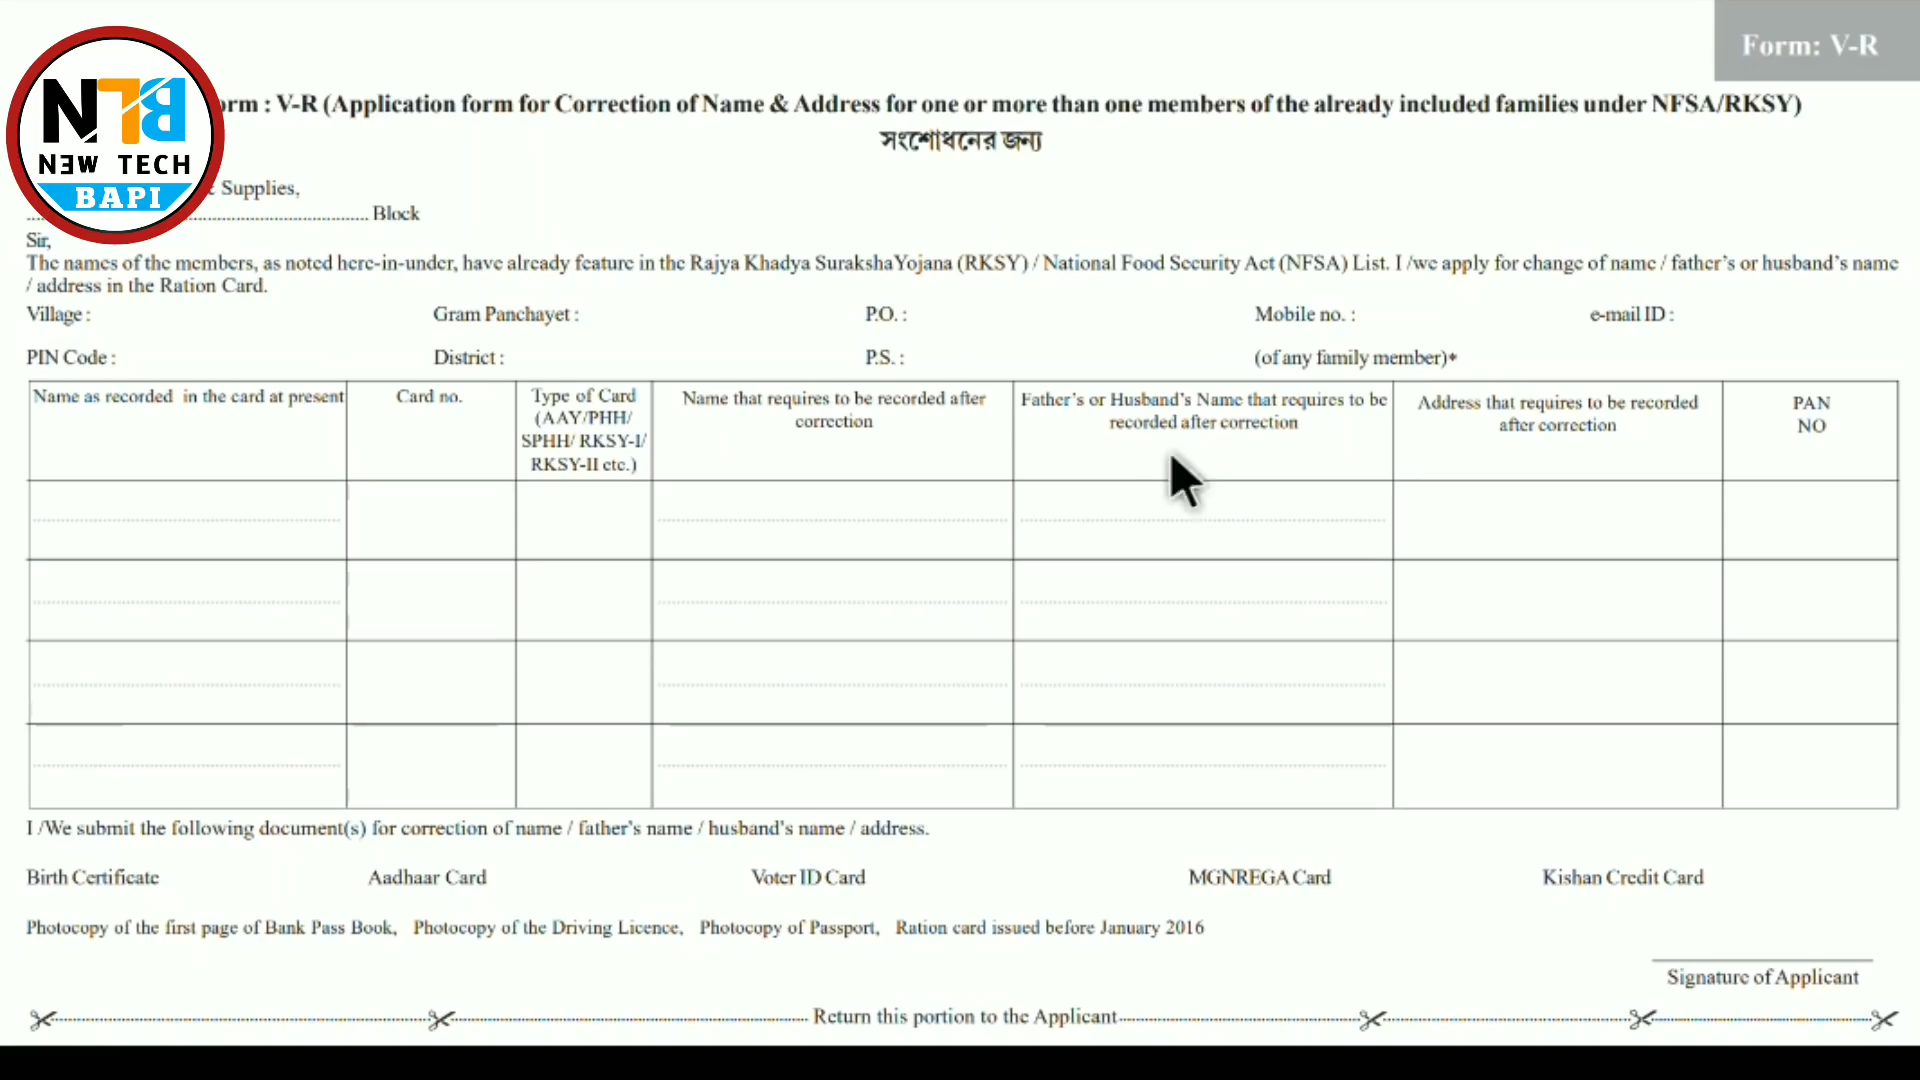 Form: V-R
NTB
NEW TECH
BAPI
orm : V-R (Application form for Correction of Name & Address for one or more than one members of the already included families under NFSA/RKSY)
সংশোধনের জন্য
Supplies,
Block
Sir,
The names of the members, as noted here-in-under, have already feature in the Rajya Khadya SurakshaYojana (RKSY) / National Food Security Act (NFSA) List. I /we apply for change of name / father's or husband's name
/ address in the Ration Card.
Village : Gram Panchayet : P.O. : Mobile no. : e-mail ID :
PIN Code : District : P.S. : (of any family member)*
Name as recorded in the card at present
Card no.
Type of Card
(AAY/PHH/
SPHH/ RKSY-I/
RKSY-II etc.)
Name that requires to be recorded after
correction
Father's or Husband's Name that requires to be
recorded after correction
Address that requires to be recorded
after correction
PAN
NO
I /We submit the following document(s) for correction of name / father's name / husband's name / address.
Birth Certificate Aadhaar Card Voter ID Card MGNREGA Card Kishan Credit Card
Photocopy of the first page of Bank Pass Book, Photocopy of the Driving Licence, Photocopy of Passport, Ration card issued before January 2016
Signature of Applicant
Return this portion to the Applicant